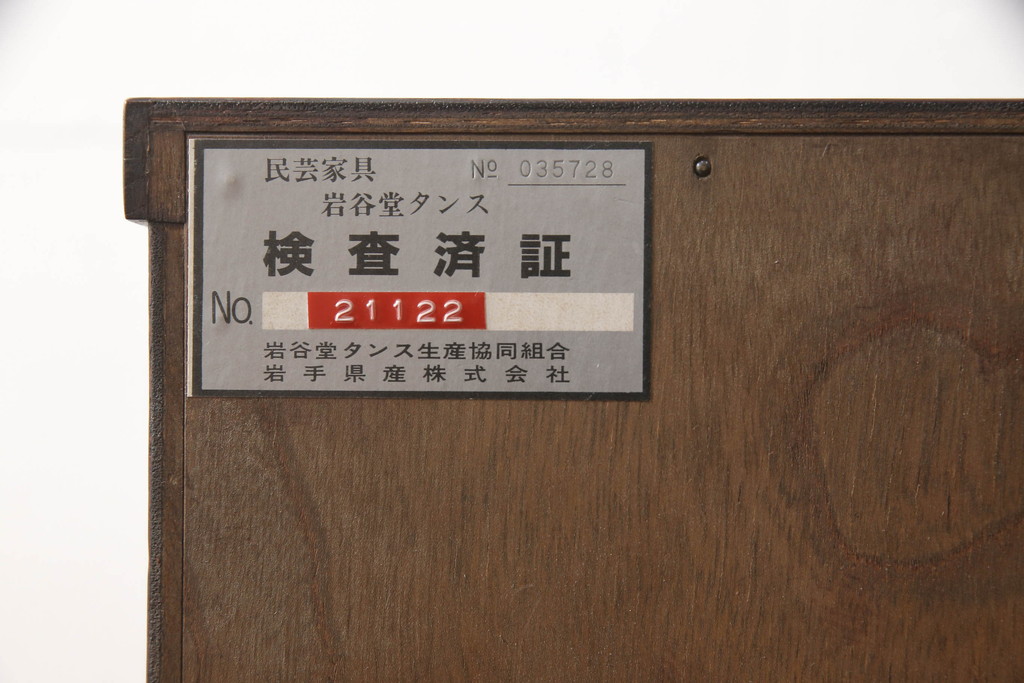 民芸家具 № 035728
岩谷堂タンス
検査済証
No. 21122
岩谷堂タンス生産協同組合
岩手県産株式会社